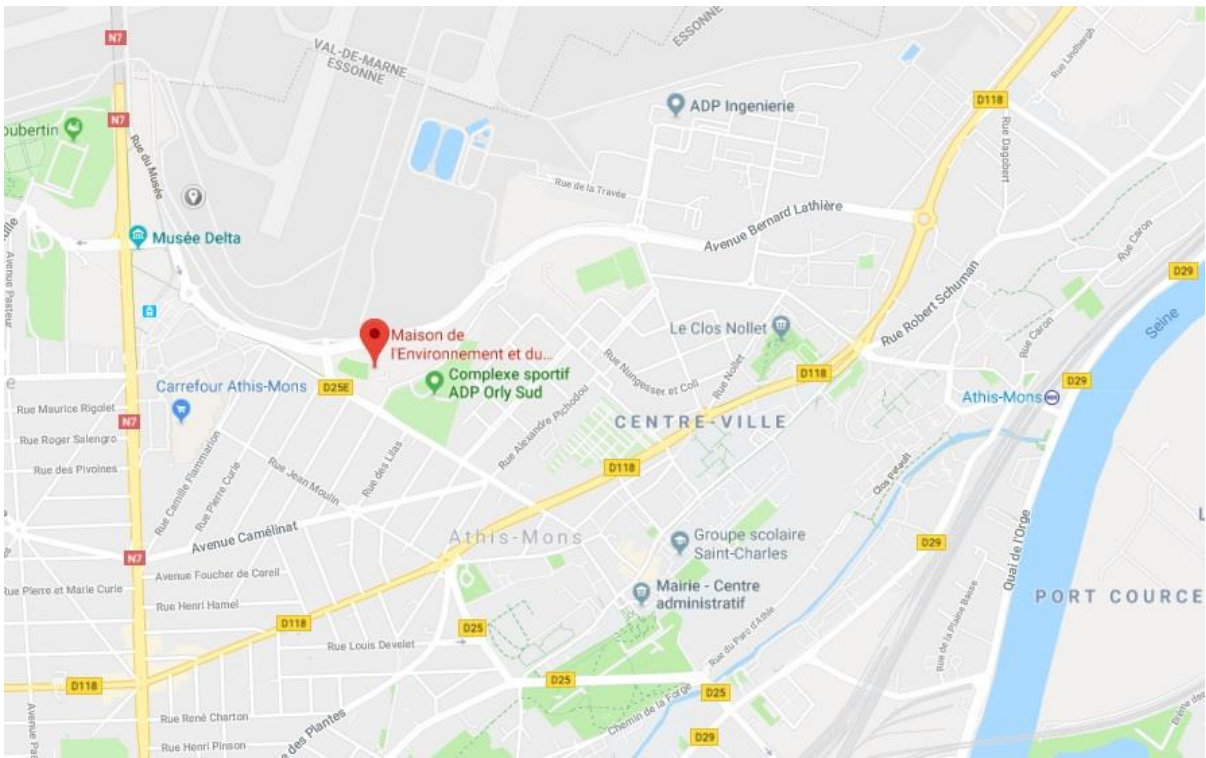 N7
VAL-DE-MARNE
ESSONNE
ESSONNE
Rue Lindbergh
D118
ADP Ingenierie
oubertin
N7
Rue du Musée
Rue Dagobert
Rue de la Travée
Avenue Bernard Lathière
Musée Delta
Avenue Pasteur
Rue Caron
D29
Rue Robert Schuman
Seine
Le Clos Nollet
Maison de
l'Environnement et du...
Complexe sportif
ADP Orly Sud
Rue Nungesser et Coli
Rue Nollet
D118
Rue Caron
D29
Carrefour Athis-Mons
D25E
Athis-Mons
Rue Maurice Rigolet
N7
Rue Alexandre Pichodou
CENTRE-VILLE
Rue Roger Salengro
Rue Camille Flammarion
Rue des Lilas
Rue des Pivoines
Rue Pierre Curie
Rue Jean Moulin
D118
Clos Pétault
Avenue Camélinat
Athis-Mons
Groupe scolaire
Saint-Charles
D29
Quai de l'Orge
N7
Avenue Foucher de Careil
Rue Pierre et Marie Curie
Mairie - Centre
administratif
PORT COURCE
Rue Henri Hamel
D118
D25
Rue Louis Develet
Rue du Parc d'Athis
Rue de la Plaine Basse
D118
D25
D25
Rue René Charton
des Plantes
Chemin de la Forge
D29
Rue Henri Pinson